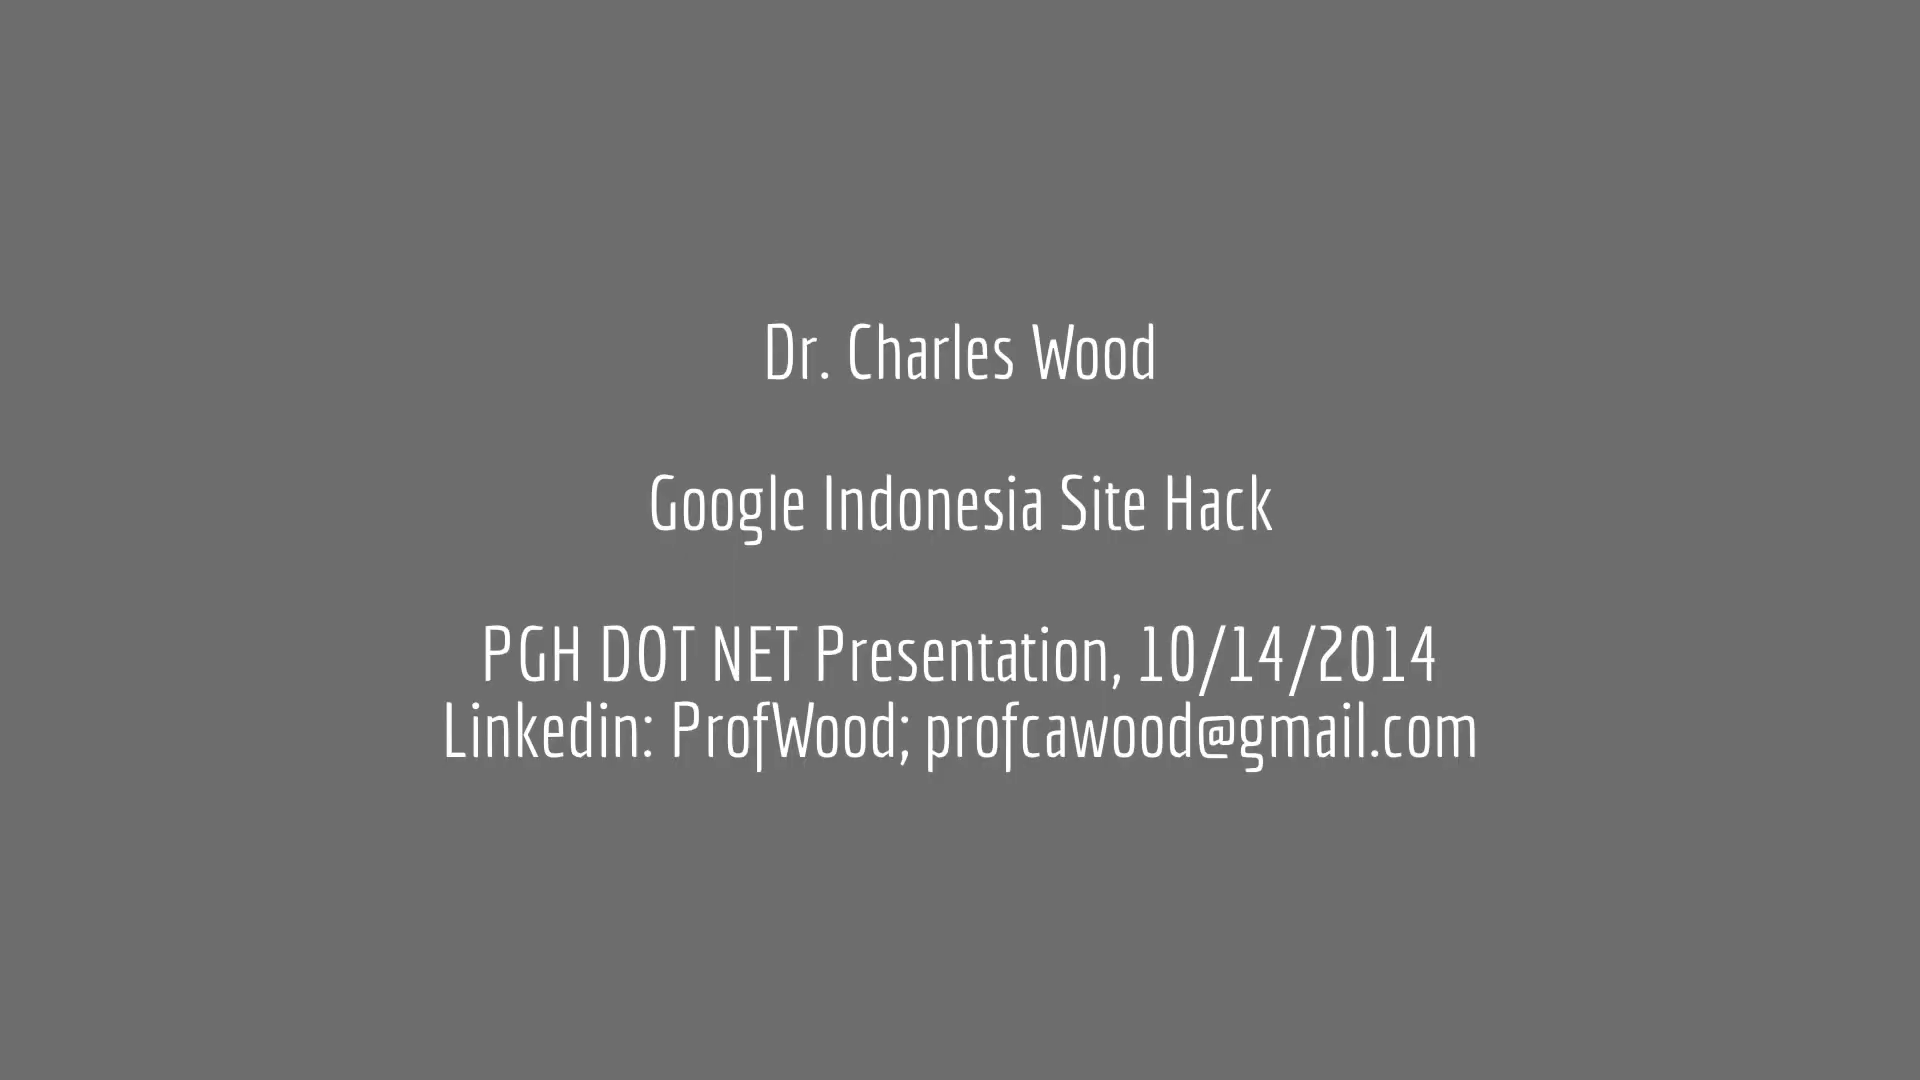 Dr. Charles Wood
Google Indonesia Site Hack
PGH DOT NET Presentation, 10/14/2014
Linkedin: ProfWood; profcawood@gmail.com